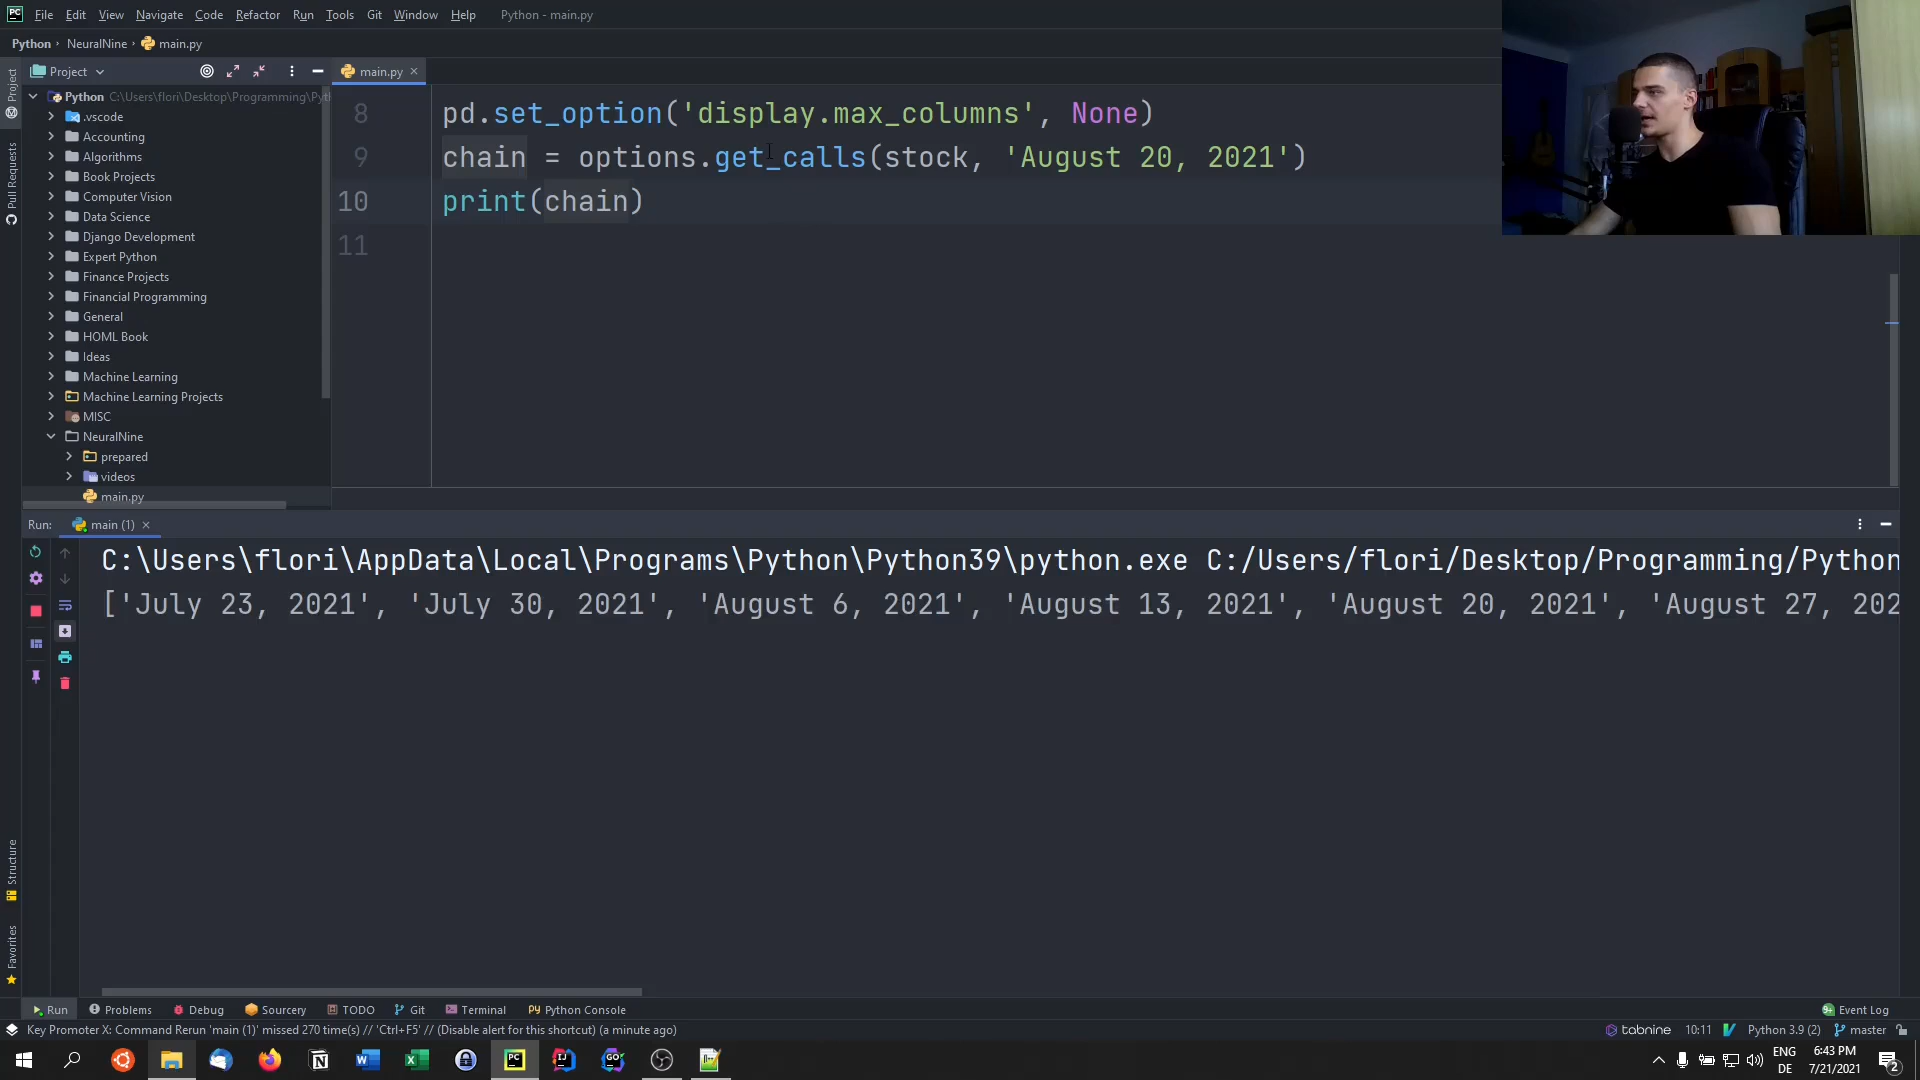 File Edit View Navigate Code Refactor Run Tools Git Window Help Python - main.py
Python NeuralNine main.py
Project
main.py
Python C:\Users\flori\Desktop\Programming\Pyt
.vscode
Accounting
Algorithms
Book Projects
Computer Vision
Data Science
Django Development
Expert Python
Finance Projects
Financial Programming
General
HOML Book
Ideas
Machine Learning
Machine Learning Projects
MISC
NeuralNine
prepared
videos
main.py
Project
Pull Requests
Structure
Favorites
8 pd.set_option('display.max_columns', None)
9 chain = options.get_calls(stock, 'August 20, 2021')
10 print(chain)
11
Run: main (1)
C:\Users\flori\AppData\Local\Programs\Python\Python39\python.exe C:/Users/flori/Desktop/Programming/Python
['July 23, 2021', 'July 30, 2021', 'August 6, 2021', 'August 13, 2021', 'August 20, 2021', 'August 27, 202
Run Problems Debug Sourcery TODO Git Terminal Python Console Event Log
Key Promoter X: Command Rerun 'main (1)' missed 270 time(s) // 'Ctrl+F5' // (Disable alert for this shortcut) (a minute ago) tabnine 10:11 Python 3.9 (2) master
ENG 6:43 PM
DE 7/21/2021 2